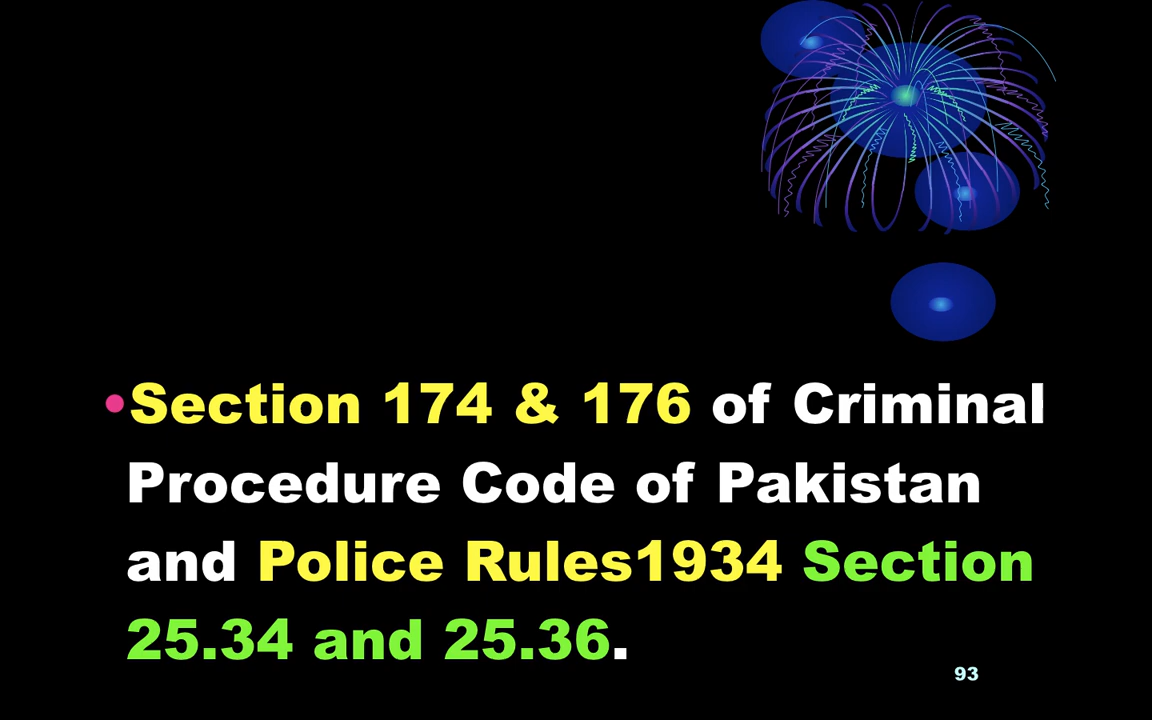 •Section 174 & 176 of Criminal
Procedure Code of Pakistan
and Police Rules1934 Section
25.34 and 25.36.
93